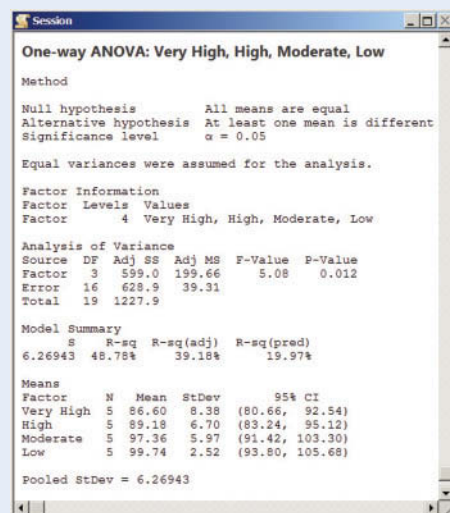 Session
One-way ANOVA: Very High, High, Moderate, Low
Method
Null hypothesis All means are equal
Alternative hypothesis At least one mean is different
Significance level α = 0.05
Equal variances were assumed for the analysis.
Factor Information
Factor Levels Values
Factor 4 Very High, High, Moderate, Low
Analysis of Variance
Source DF Adj SS Adj MS F-Value P-Value
Factor 3 599.0 199.66 5.08 0.012
Error 16 628.9 39.31
Total 19 1227.9
Model Summary
S R-sq R-sq(adj) R-sq(pred)
6.26943 48.78% 39.18% 19.97%
Means
Factor N Mean StDev 95% CI
Very High 5 86.60 8.38 (80.66, 92.54)
High 5 89.18 6.70 (83.24, 95.12)
Moderate 5 97.36 5.97 (91.42, 103.30)
Low 5 99.74 2.52 (93.80, 105.68)
Pooled StDev = 6.26943